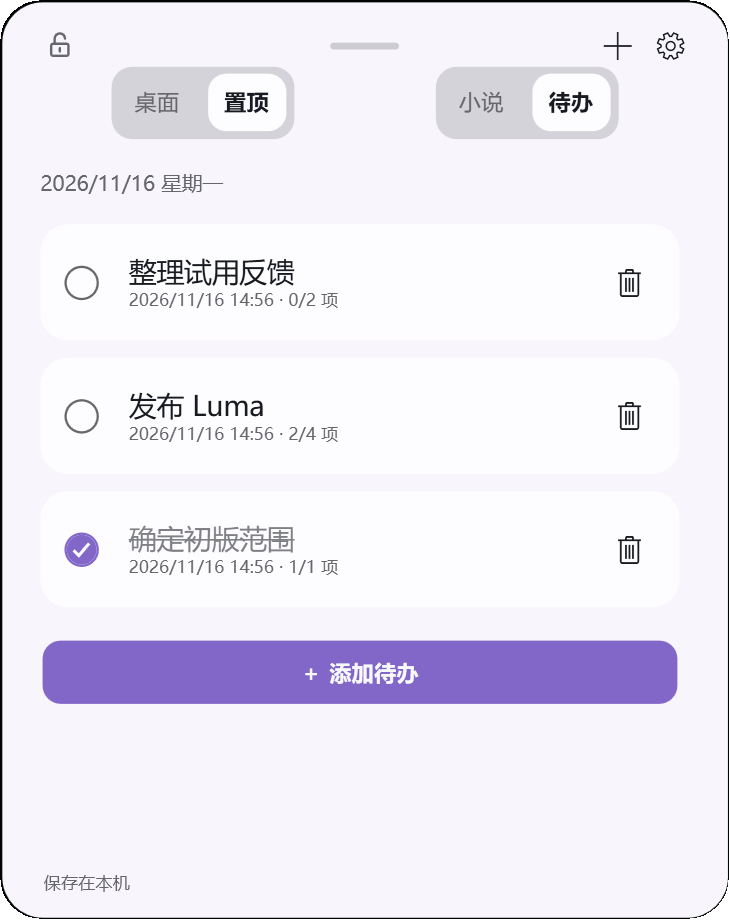 桌面 置顶 小说 待办
2026/11/16 星期一
整理试用反馈
2026/11/16 14:56 · 0/2 项
发布 Luma
2026/11/16 14:56 · 2/4 项
确定初版范围
2026/11/16 14:56 · 1/1 项
+ 添加待办
保存在本机